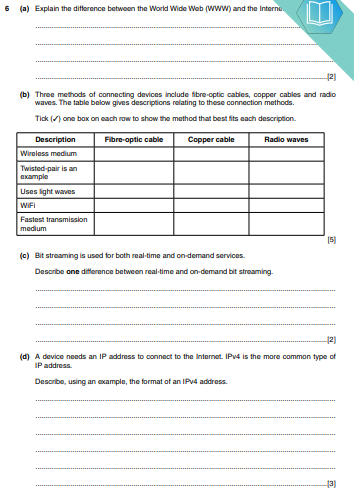 6 (a) Explain the difference between the World Wide Web (WWW) and the Interne
[2]
(b) Three methods of connecting devices include fibre-optic cables, copper cables and radio
waves. The table below gives descriptions relating to these connection methods.
Tick (✓) one box on each row to show the method that best fits each description.
Description Fibre-optic cable Copper cable Radio waves
Wireless medium
Twisted-pair is an
example
Uses light waves
WiFi
Fastest transmission
medium
[5]
(c) Bit streaming is used for both real-time and on-demand services.
Describe one difference between real-time and on-demand bit streaming.
[2]
(d) A device needs an IP address to connect to the Internet. IPv4 is the more common type of
IP address.
Describe, using an example, the format of an IPv4 address.
[3]